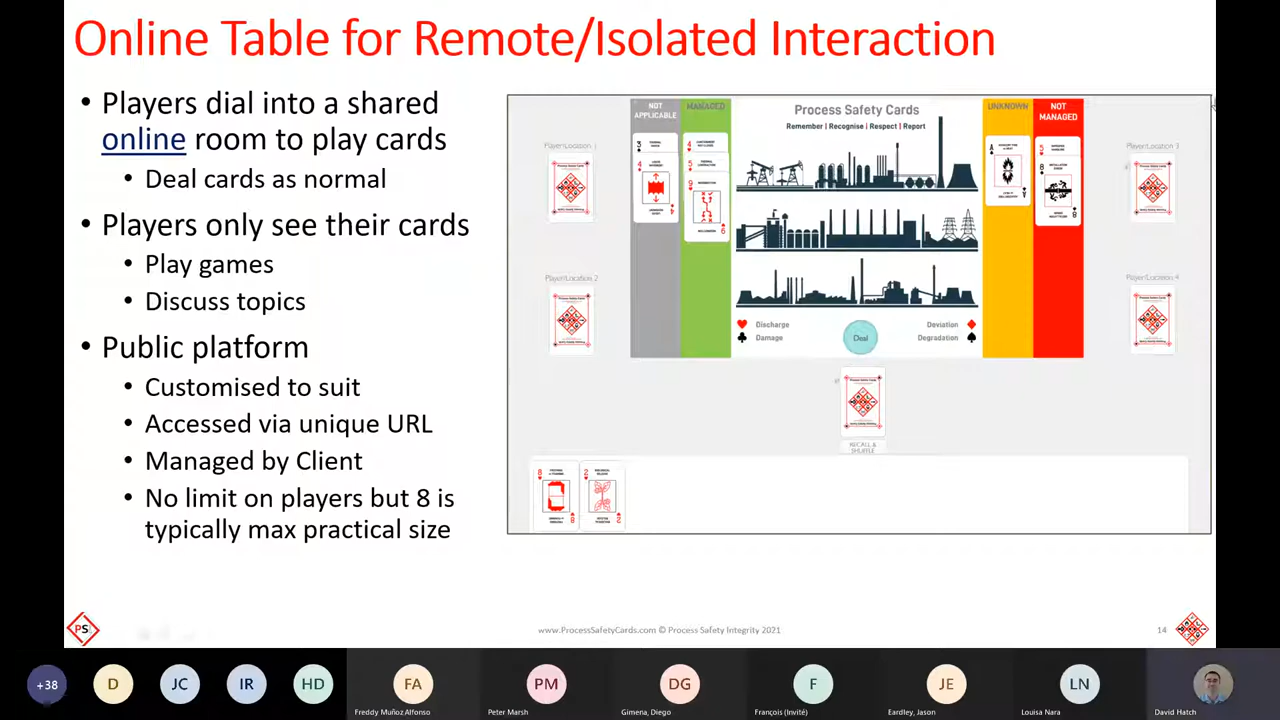 Online Table for Remote/Isolated Interaction
• Players dial into a shared
online room to play cards
• Deal cards as normal
• Players only see their cards
• Play games
• Discuss topics
• Public platform
• Customised to suit
• Accessed via unique URL
• Managed by Client
• No limit on players but 8 is
typically max practical size
NOT
APPLICABLE
MANAGED
Process Safety Cards
Remember | Recognise | Respect | Report
UNKNOWN
NOT
MANAGED
Player/Location 1
Player/Location 3
Player/Location 2
Player/Location 4
Discharge
Deviation
Damage
Degradation
Deal
RECALL &
SHUFFLE
www.ProcessSafetyCards.com © Process Safety Integrity 2021
14
PS
+38
D
JC
IR
HD
FA
PM
DG
F
JE
LN
Freddy Muñoz Alfonso
Peter Marsh
Gimena, Diego
François (Invité)
Eardley, Jason
Louisa Nara
David Hatch